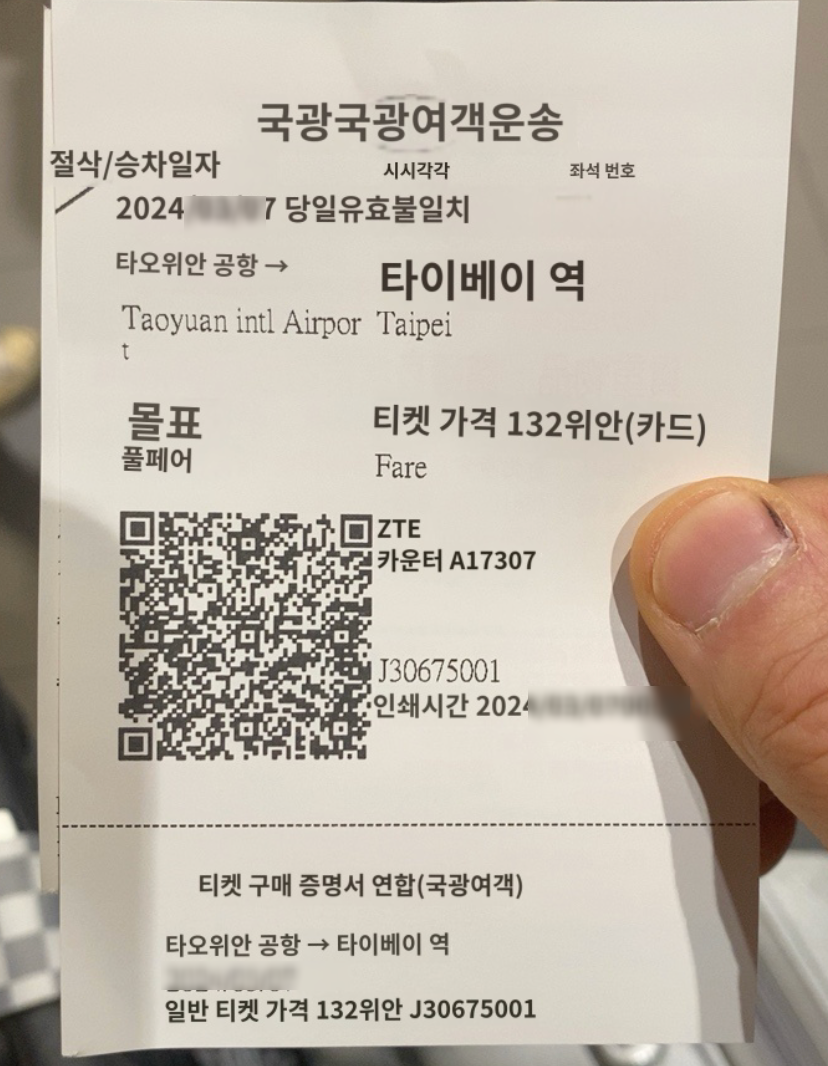 국광국광여객운송
절삭/승차일자 시시각각 좌석 번호
2024 7 당일유효불일치
타오위안 공항 → 타이베이 역
Taoyuan intl Airpor Taipei
t
몰표 티켓 가격 132위안(카드)
풀페어 Fare
ZTE
카운터 A17307
J30675001
인쇄시간 2024
티켓 구매 증명서 연합(국광여객)
타오위안 공항 → 타이베이 역
일반 티켓 가격 132위안 J30675001